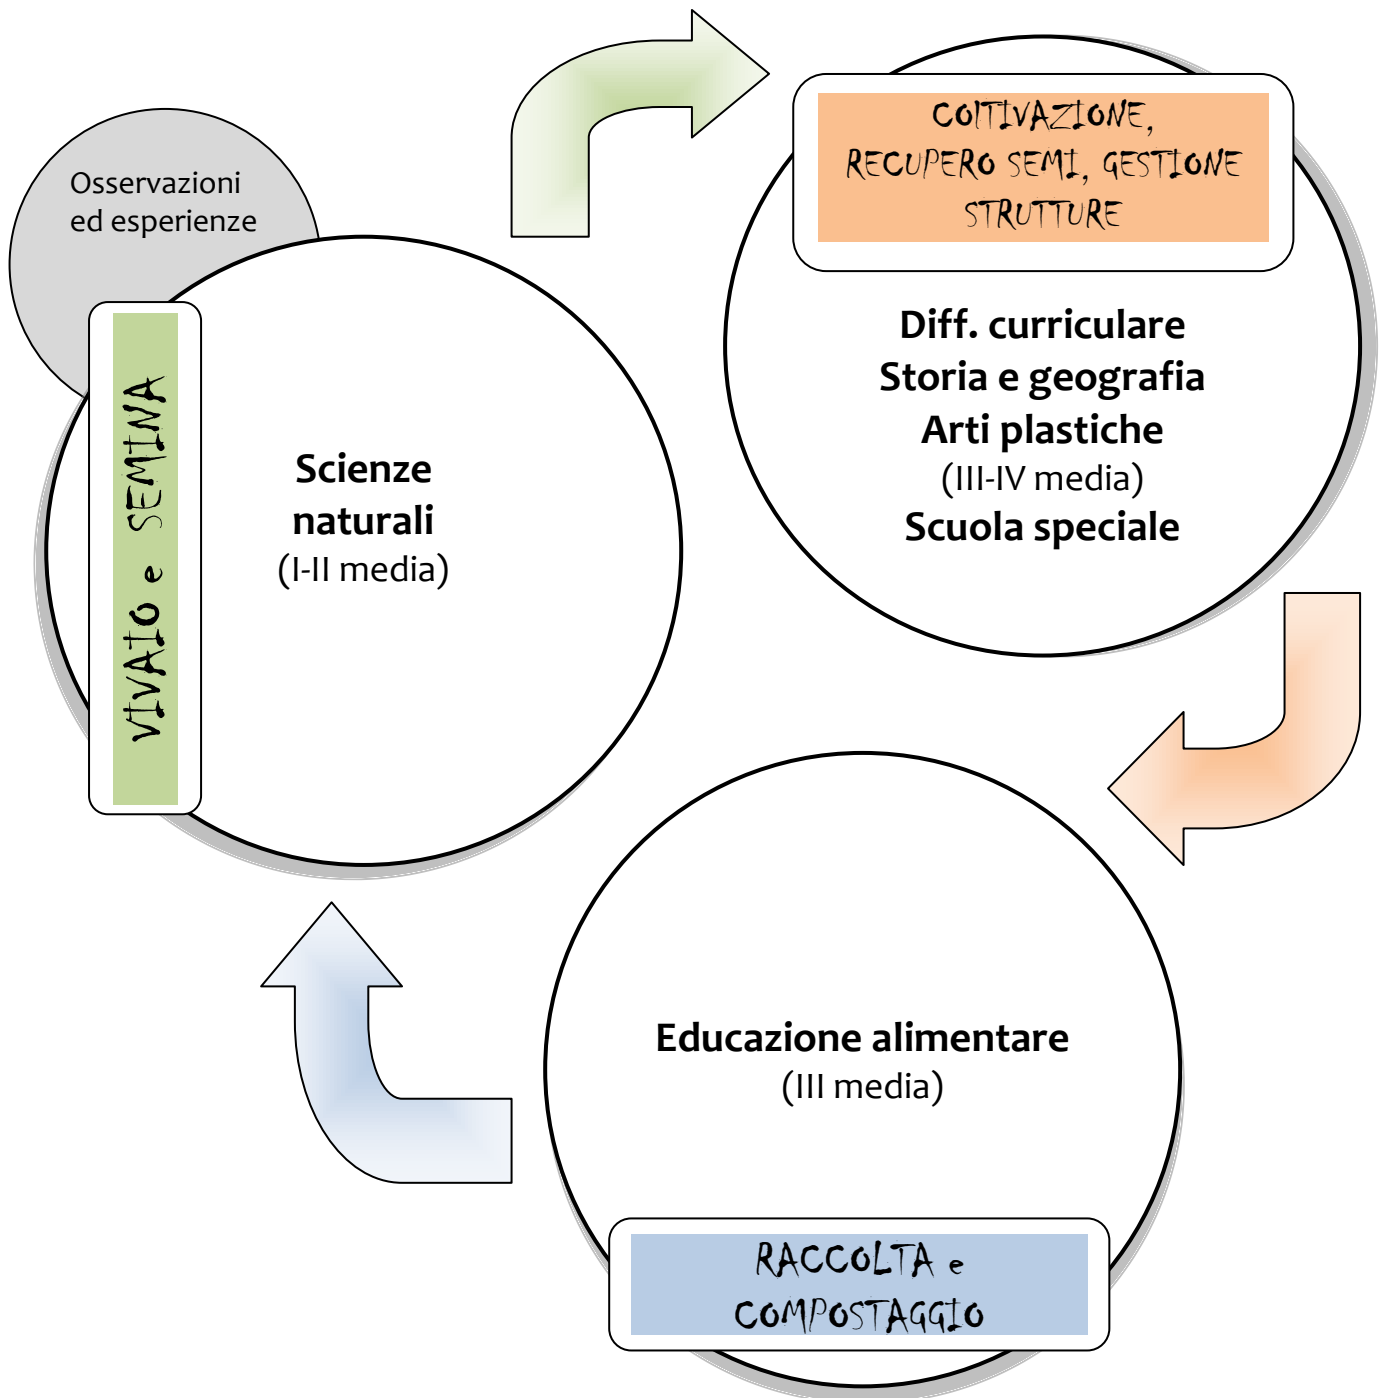 Osservazioni
ed esperienze
VIVAIO e SEMINA
Scienze
naturali
(I-II media)
COlTIVAZIONE,
RECUPERO SEMI, GESTIONE
STRUTTURE
Diff. curriculare
Storia e geografia
Arti plastiche
(III-IV media)
Scuola speciale
Educazione alimentare
(III media)
RACCOLTA e
COMPOSTAGGIO